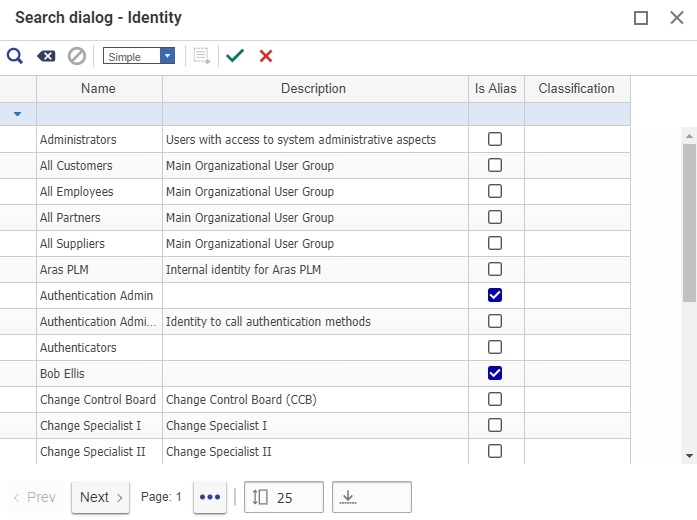 Search dialog - Identity
Simple
Name Description Is Alias Classification
Administrators Users with access to system administrative aspects
All Customers Main Organizational User Group
All Employees Main Organizational User Group
All Partners Main Organizational User Group
All Suppliers Main Organizational User Group
Aras PLM Internal identity for Aras PLM
Authentication Admin
Authentication Admi... Identity to call authentication methods
Authenticators
Bob Ellis
Change Control Board Change Control Board (CCB)
Change Specialist I Change Specialist I
Change Specialist II Change Specialist II
< Prev Next > Page: 1 ••• 25